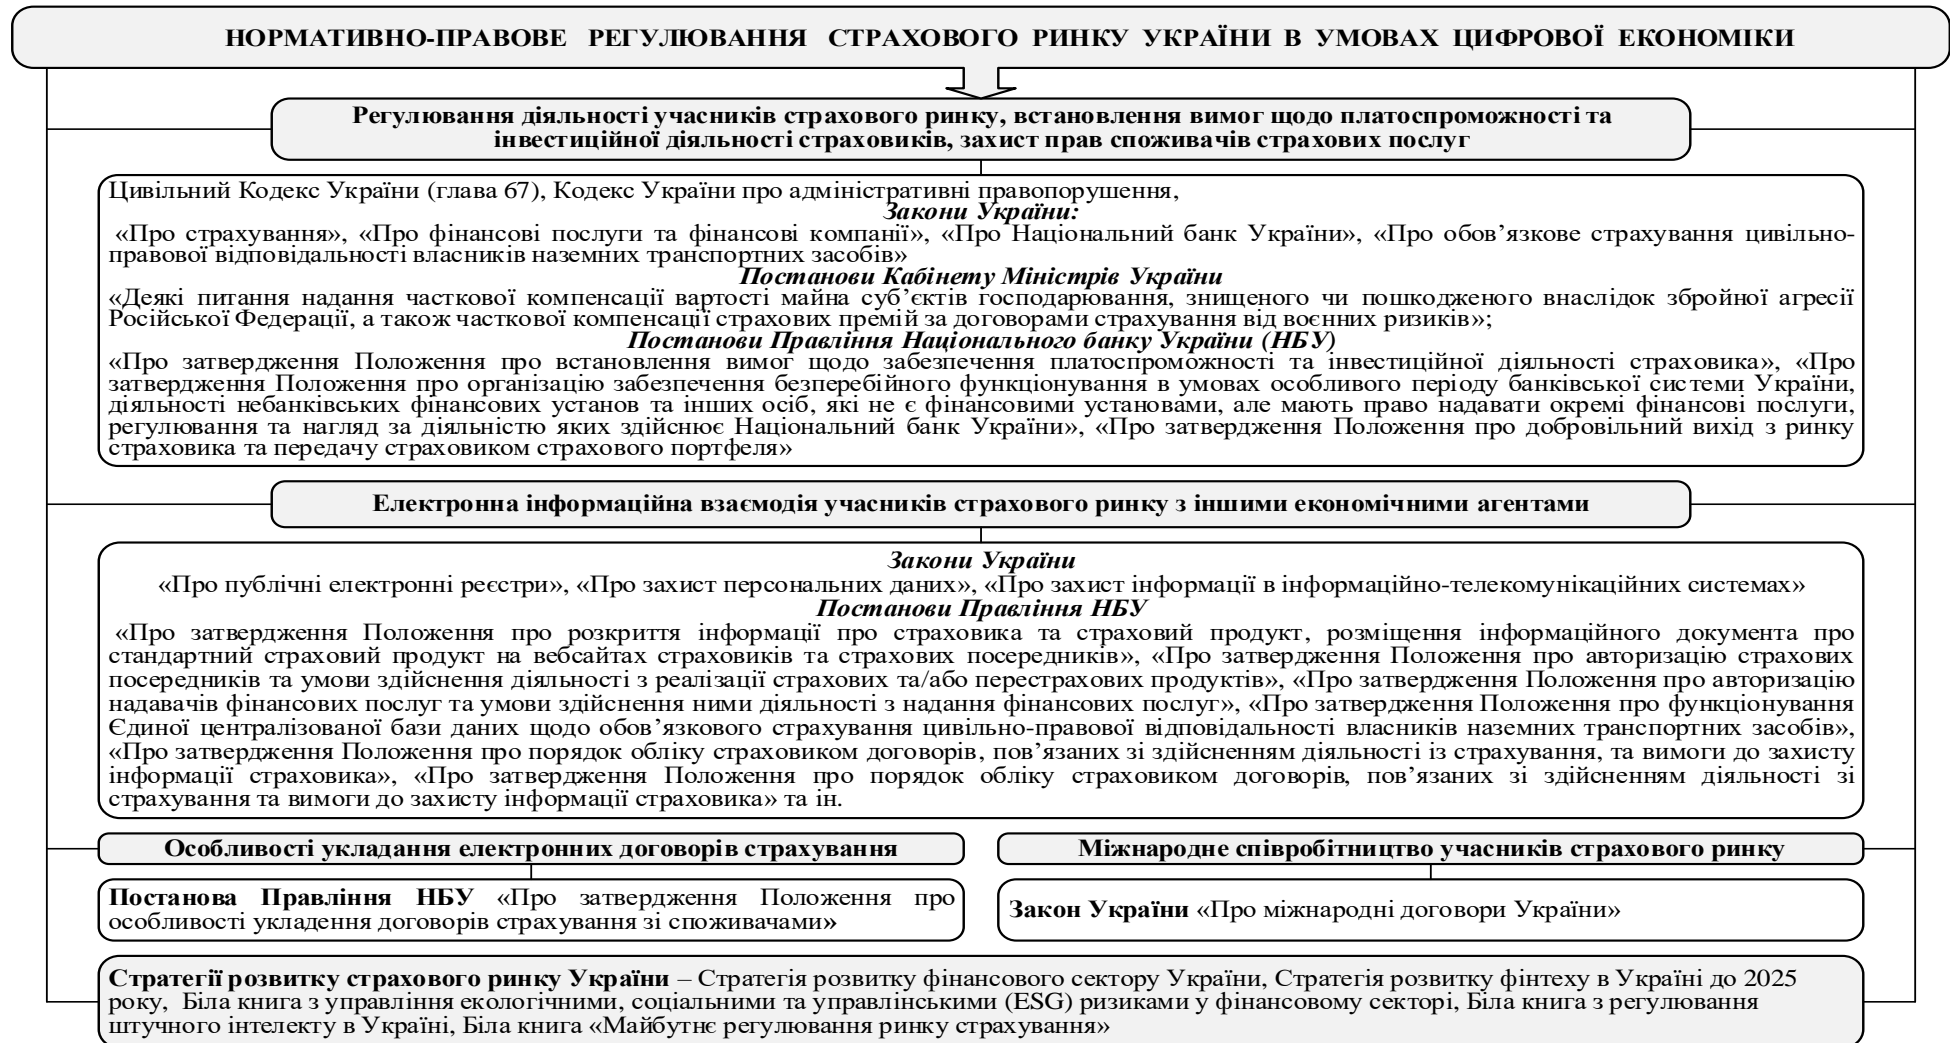 НОРМАТИВНО-ПРАВОВЕ РЕГУЛЮВАННЯ СТРАХОВОГО РИНКУ УКРАЇНИ В УМОВАХ ЦИФРОВОЇ ЕКОНОМІКИ
Регулювання діяльності учасників страхового ринку, встановлення вимог щодо платоспроможності та
інвестиційної діяльності страховиків, захист прав споживачів страхових послуг
Цивільний Кодекс України (глава 67), Кодекс України про адміністративні правопорушення,
Закони України:
«Про страхування», «Про фінансові послуги та фінансові компанії», «Про Національний банк України», «Про обов’язкове страхування цивільно-
правової відповідальності власників наземних транспортних засобів»
Постанови Кабінету Міністрів України
«Деякі питання надання часткової компенсації вартості майна суб’єктів господарювання, знищеного чи пошкодженого внаслідок збройної агресії
Російської Федерації, а також часткової компенсації страхових премій за договорами страхування від воєнних ризиків»;
Постанови Правління Національного банку України (НБУ)
«Про затвердження Положення про встановлення вимог щодо забезпечення платоспроможності та інвестиційної діяльності страховика», «Про
затвердження Положення про організацію забезпечення безперебійного функціонування в умовах особливого періоду банківської системи України,
діяльності небанківських фінансових установ та інших осіб, які не є фінансовими установами, але мають право надавати окремі фінансові послуги,
регулювання та нагляд за діяльністю яких здійснює Національний банк України», «Про затвердження Положення про добровільний вихід з ринку
страховика та передачу страховиком страхового портфеля»
Електронна інформаційна взаємодія учасників страхового ринку з іншими економічними агентами
Закони України
«Про публічні електронні реєстри», «Про захист персональних даних», «Про захист інформації в інформаційно-телекомунікаційних системах»
Постанови Правління НБУ
«Про затвердження Положення про розкриття інформації про страховика та страховий продукт, розміщення інформаційного документа про
стандартний страховий продукт на вебсайтах страховиків та страхових посередників», «Про затвердження Положення про авторизацію страхових
посередників та умови здійснення діяльності з реалізації страхових та/або перестрахових продуктів», «Про затвердження Положення про авторизацію
надавачів фінансових послуг та умови здійснення ними діяльності з надання фінансових послуг», «Про затвердження Положення про функціонування
Єдиної централізованої бази даних щодо обов’язкового страхування цивільно-правової відповідальності власників наземних транспортних засобів»,
«Про затвердження Положення про порядок обліку страховиком договорів, пов’язаних зі здійсненням діяльності із страхування, та вимоги до захисту
інформації страховика», «Про затвердження Положення про порядок обліку страховиком договорів, пов’язаних зі здійсненням діяльності зі
страхування та вимоги до захисту інформації страховика» та ін.
Особливості укладання електронних договорів страхування
Постанова Правління НБУ «Про затвердження Положення про
особливості укладення договорів страхування зі споживачами»
Міжнародне співробітництво учасників страхового ринку
Закон України «Про міжнародні договори України»
Стратегії розвитку страхового ринку України – Стратегія розвитку фінансового сектору України, Стратегія розвитку фінтеху в Україні до 2025
року, Біла книга з управління екологічними, соціальними та управлінськими (ESG) ризиками у фінансовому секторі, Біла книга з регулювання
штучного інтелекту в Україні, Біла книга «Майбутнє регулювання ринку страхування»